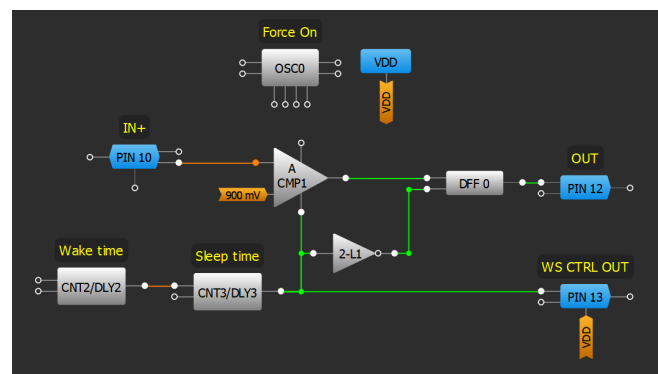 Force On
OSC0
VDD
VDD
IN+
PIN 10
A
CMP1
900 mV
DFF 0
OUT
PIN 12
Wake time
Sleep time
2-L1
WS CTRL OUT
CNT2/DLY2
CNT3/DLY3
PIN 13
VDD